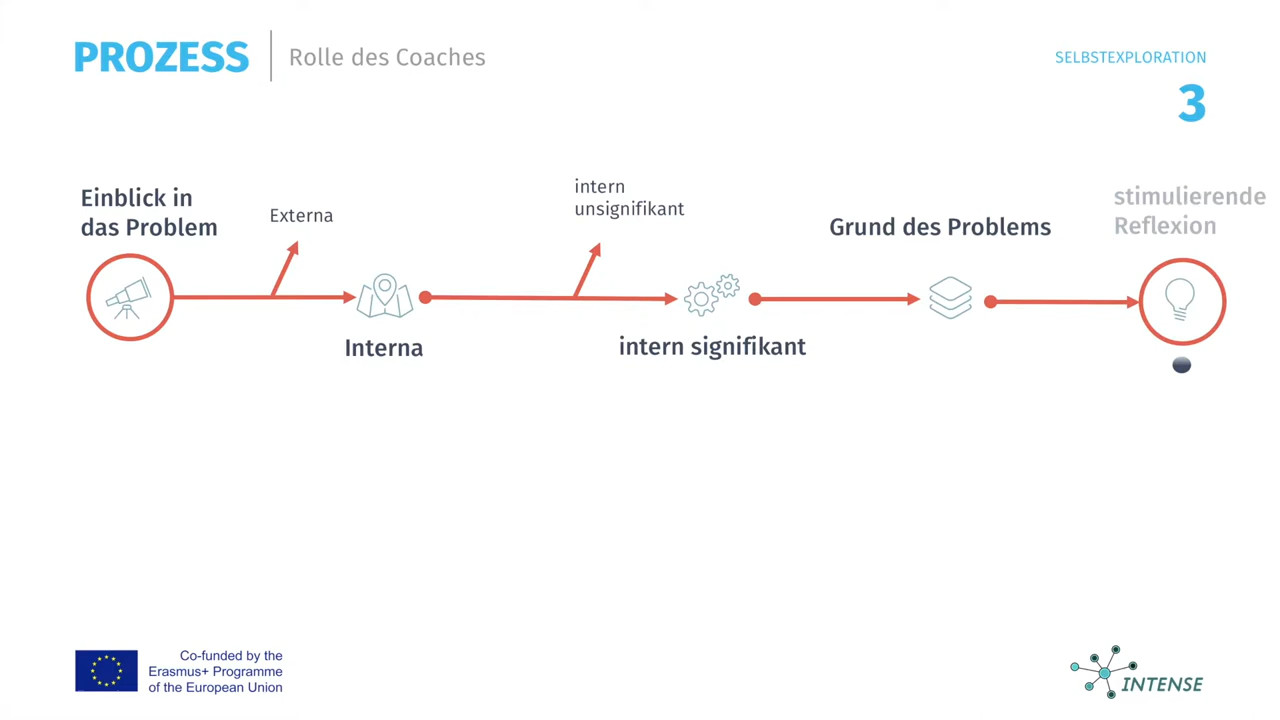 PROZESS
Rolle des Coaches
SELBSTEXPLORATION
3
Einblick in
das Problem
Externa
Interna
intern
unsignifikant
intern signifikant
Grund des Problems
stimulierende
Reflexion
Co-funded by the
Erasmus+ Programme
of the European Union
INTENSE